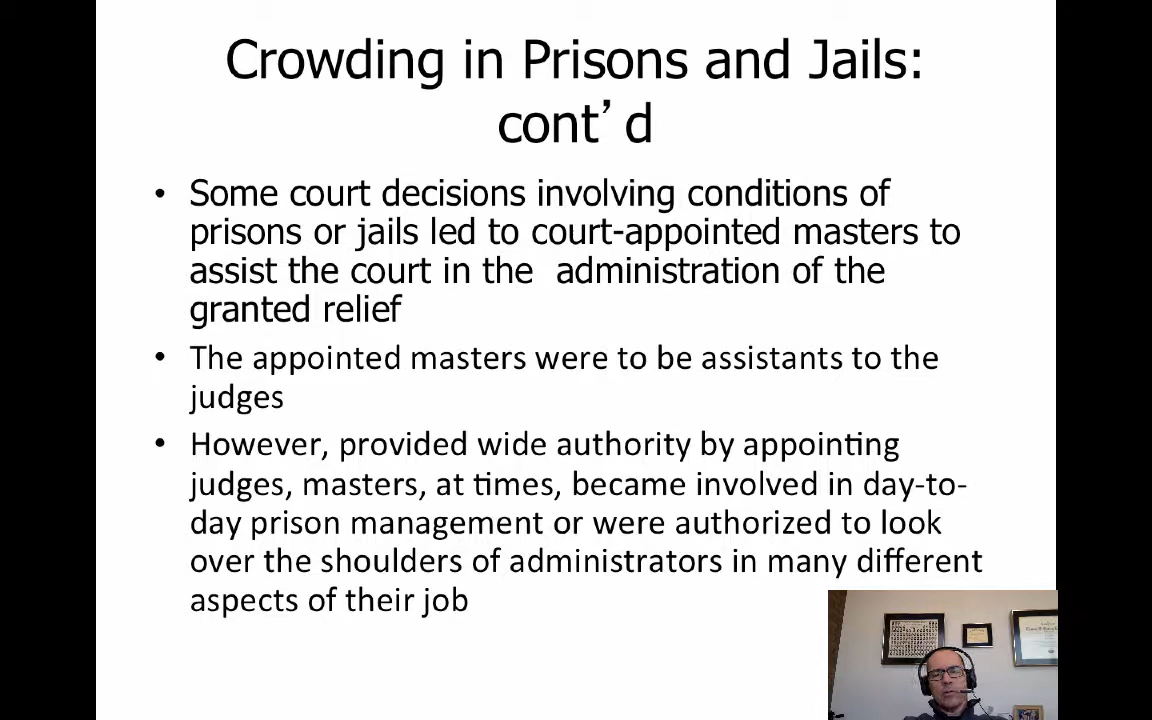 Crowding in Prisons and Jails:
cont’d
• Some court decisions involving conditions of
prisons or jails led to court-appointed masters to
assist the court in the administration of the
granted relief
• The appointed masters were to be assistants to the
judges
• However, provided wide authority by appointing
judges, masters, at times, became involved in day-to-
day prison management or were authorized to look
over the shoulders of administrators in many different
aspects of their job